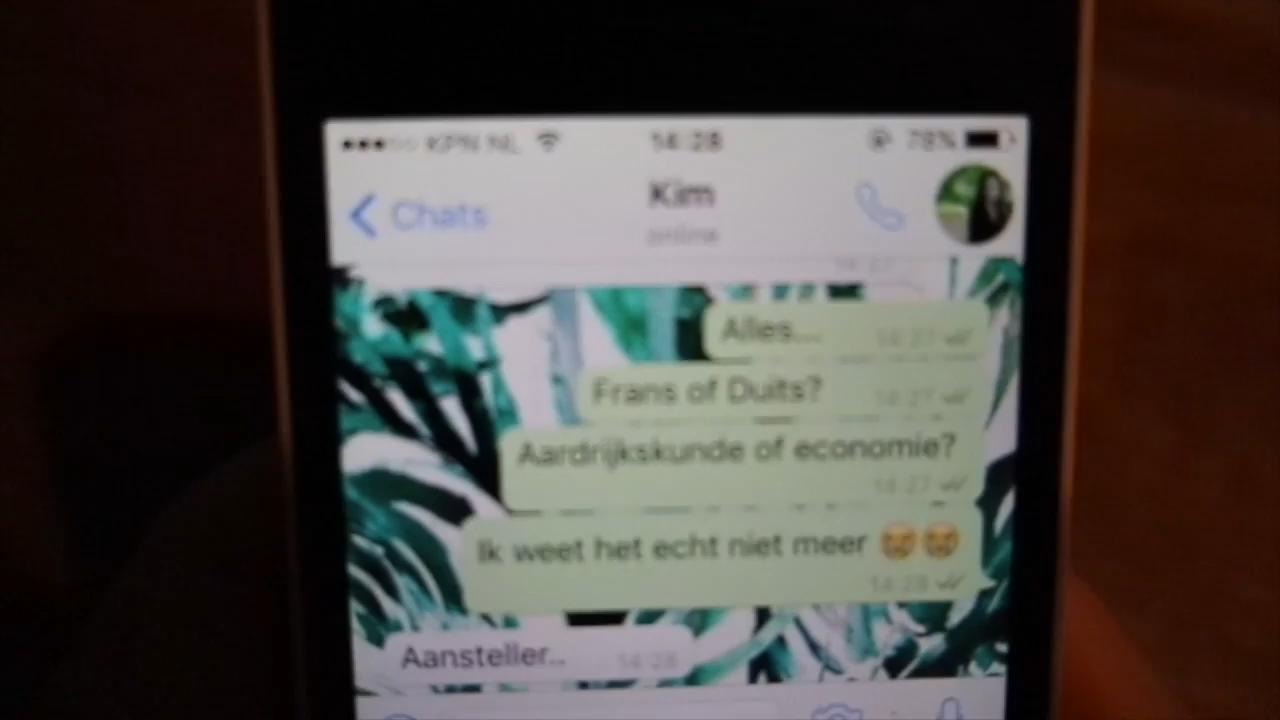 KPN NL 14:28 78%
Chats Kim
online
Alles... 14:27
Frans of Duits? 14:27
Aardrijkskunde of economie?
14:27
Ik weet het echt niet meer 😭😭
14:28
Aansteller.. 14:28